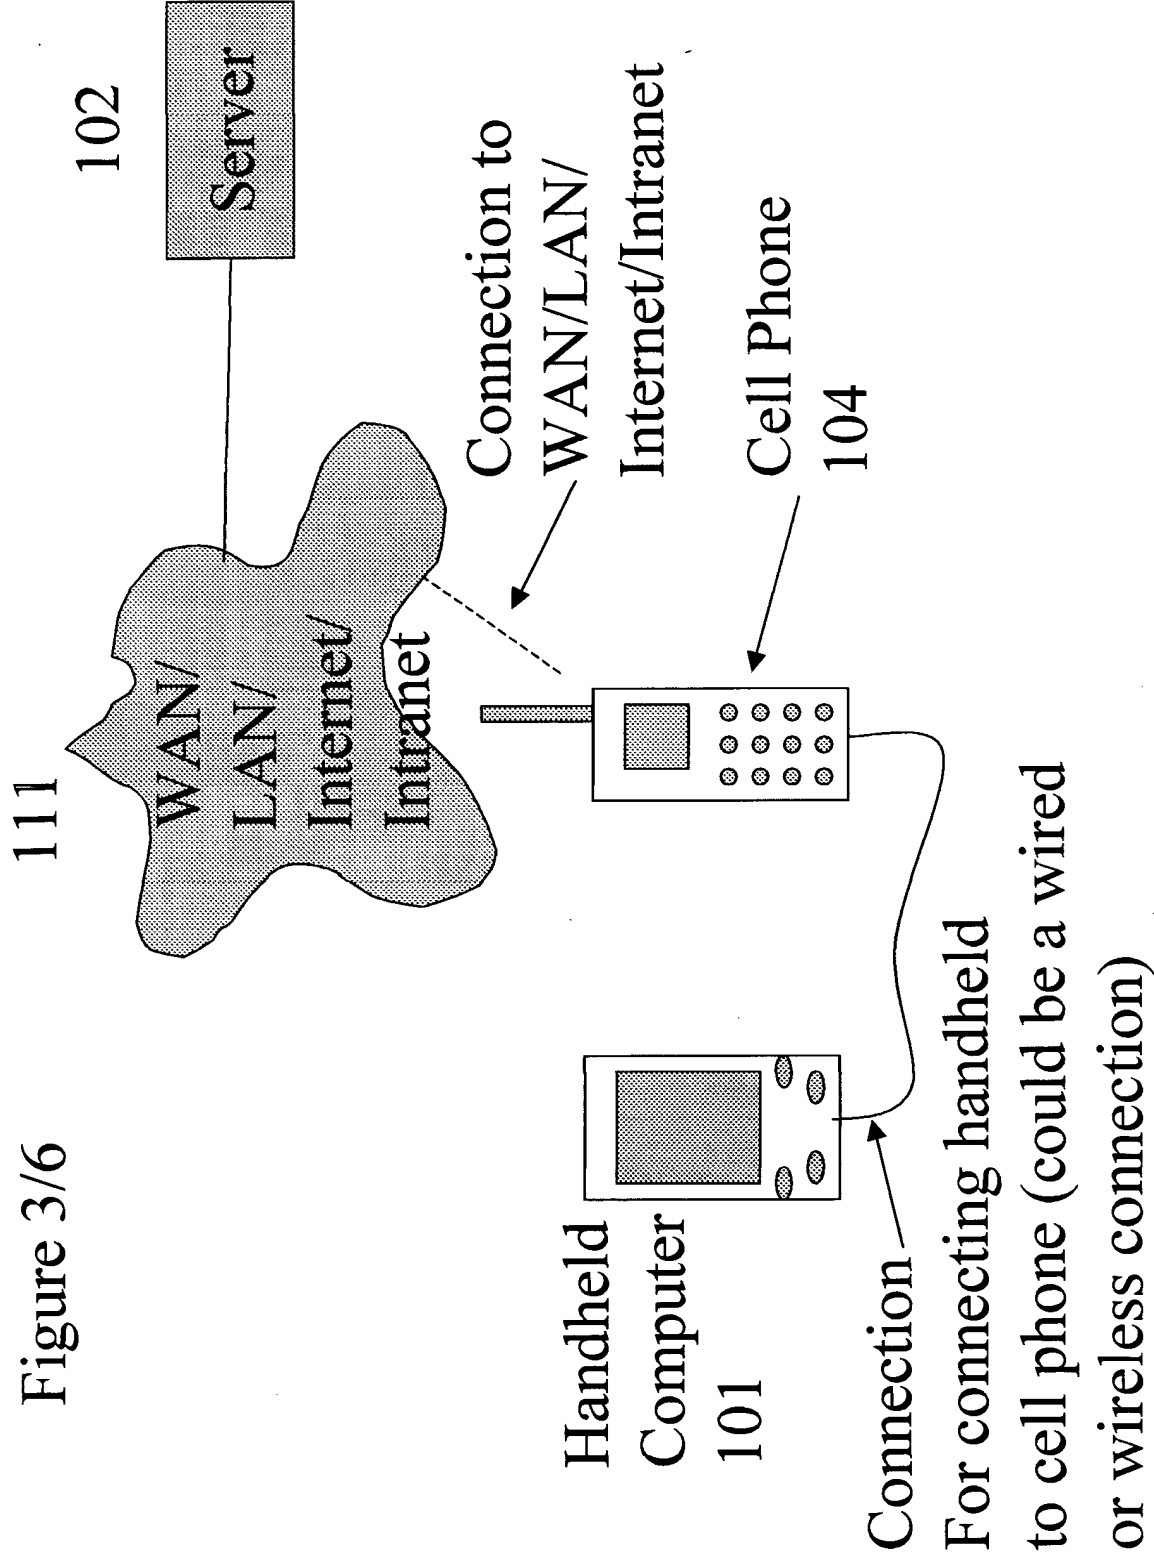 Figure 3/6
111
102
WAN/
LAN/
Internet/
Intranet
Server
Connection to
WAN/LAN/
Internet/Intranet
Handheld
Computer
101
Cell Phone
104
Connection
For connecting handheld
to cell phone (could be a wired
or wireless connection)